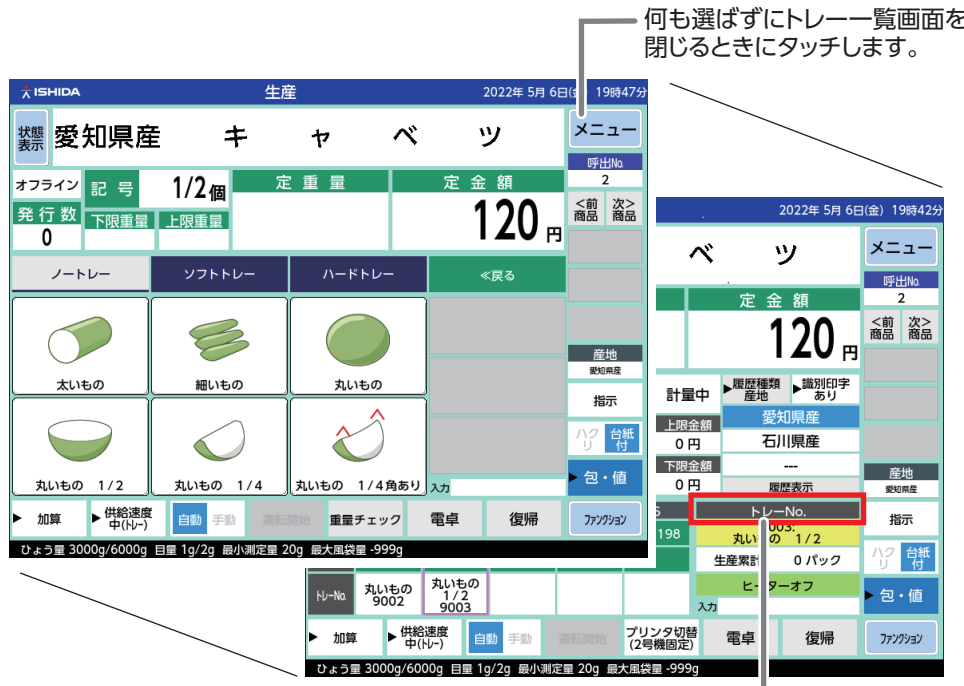 何も選ばずにトレー一覧画面を
閉じるときにタッチします。
ISHIDA 生産 2022年 5月 6日(金) 19時47分
状態
表示
愛知県産 キャベツ
メニュー
呼出No.
2
オフライン 記号 1/2個 定重量 定金額
発行数 下限重量 上限重量
0
120 円
<前
商品
次>
商品
ノートレー ソフトトレー ハードトレー ≪戻る
太いもの 細いもの 丸いもの
丸いもの 1/2 丸いもの 1/4 丸いもの 1/4角あり
入力
産地
愛知県産
指示
ハクリ 台紙付
▶ 包・値
▶ 加算 ▶ 供給速度
中(トレー)
自動 手動 運転開始 重量チェック 電卓 復帰 ファンクション
ひょう量 3000g/6000g 目量 1g/2g 最小測定量 20g 最大風袋量 -999g
2022年 5月 6日(金) 19時42分
ベツ
メニュー
呼出No.
2
定金額
120 円
<前
商品
次>
商品
計量中 ▶履歴種類
産地
▶識別印字
あり
上限金額 愛知県産
0 円 石川県産
下限金額 ---
0 円 履歴表示
産地
愛知県産
トレーNo.
指示
198
003:
丸いもの 1/2
生産累計 0 パック
ハクリ 台紙付
ヒーターオフ
入力
▶ 包・値
トレーNo. 丸いもの
9002
丸いもの
1/2
9003
▶ 加算 ▶ 供給速度
中(トレー)
自動 手動 運転開始 プリンタ切替
(2号機固定)
電卓 復帰 ファンクション
ひょう量 3000g/6000g 目量 1g/2g 最小測定量 20g 最大風袋量 -999g